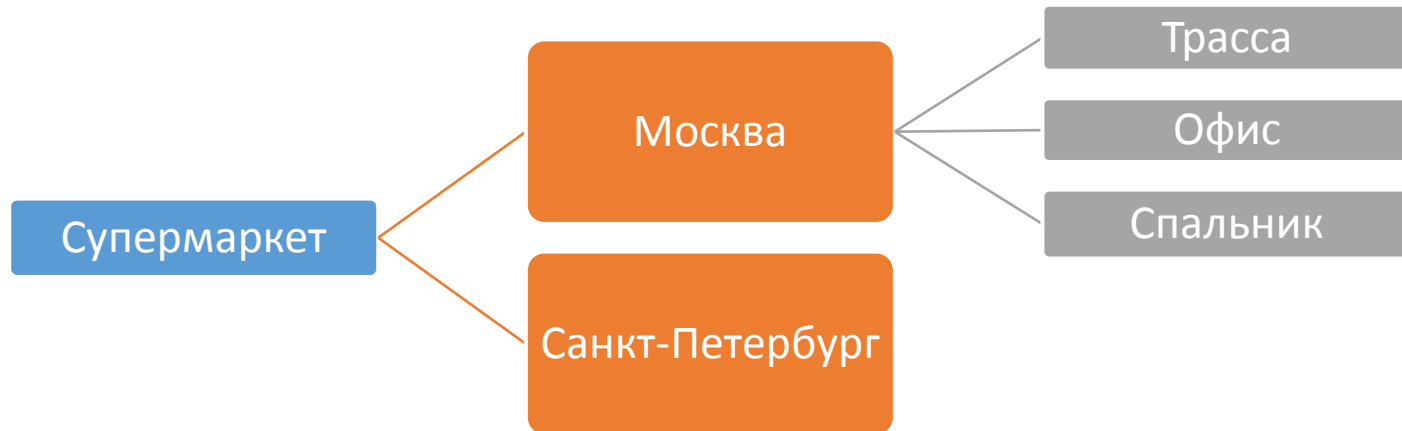 Супермаркет
Москва
Санкт-Петербург
Трасса
Офис
Спальник